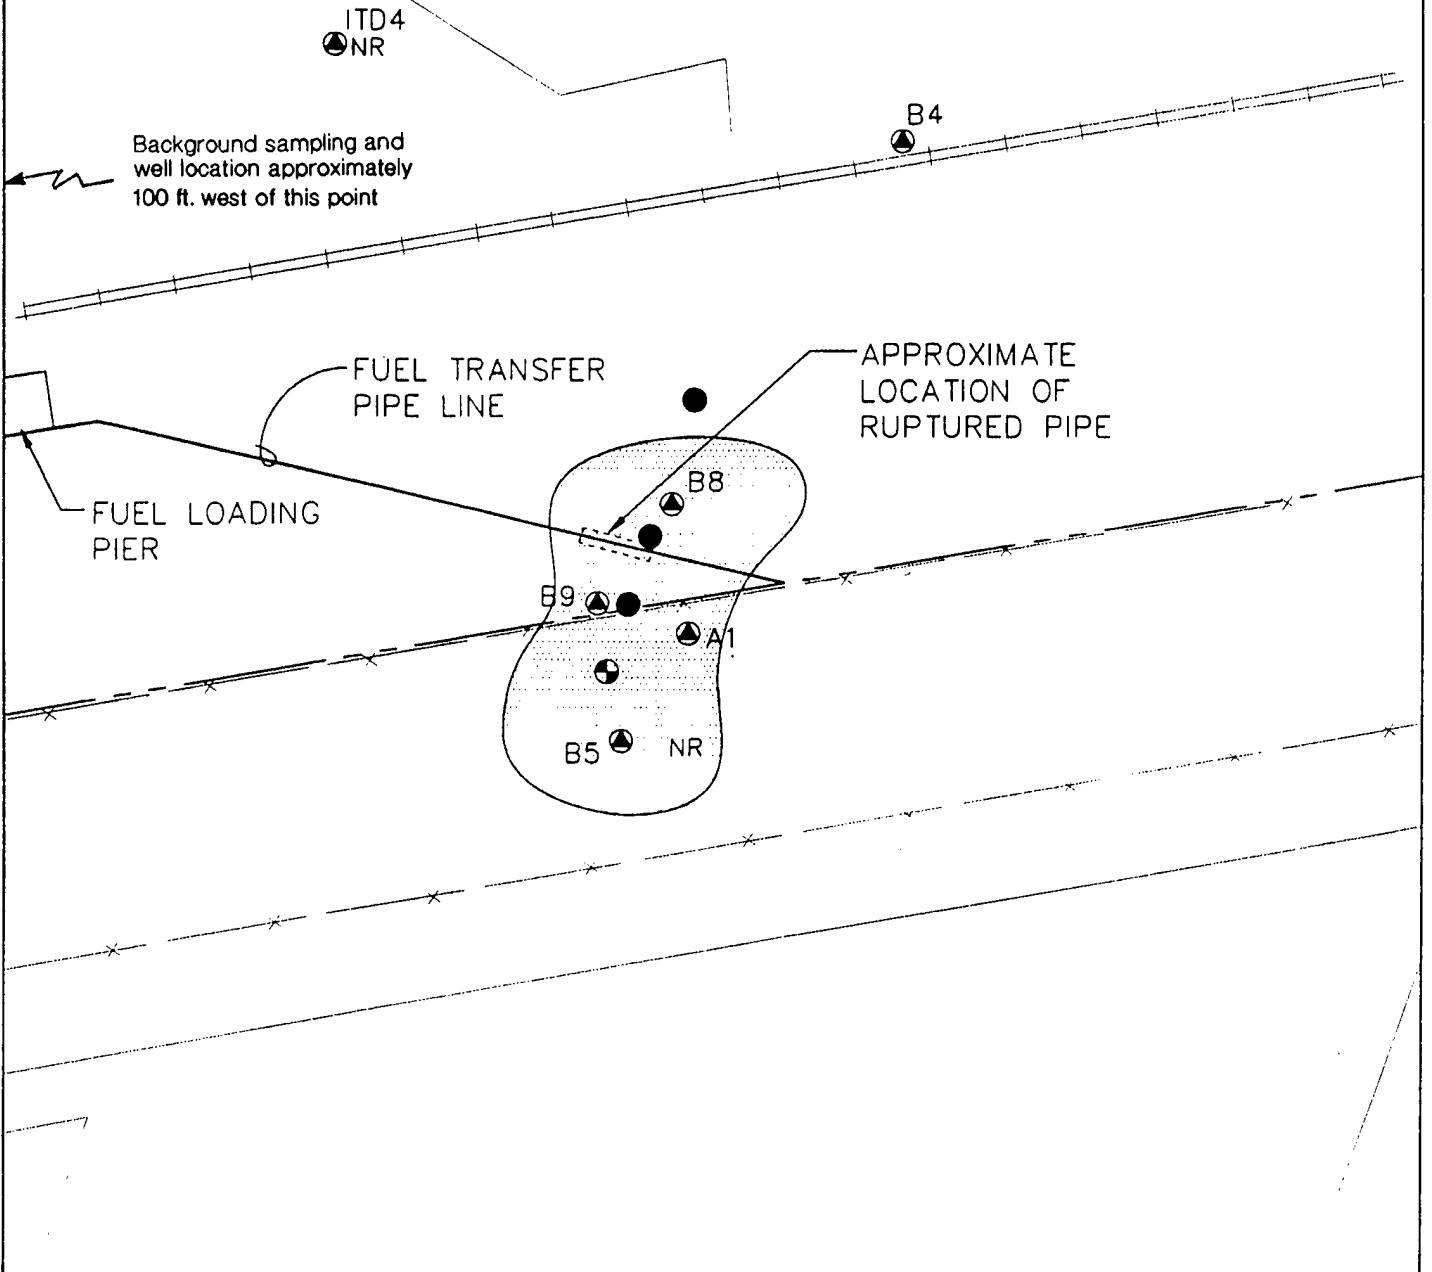 ITD4
NR
B4
Background sampling and
well location approximately
100 ft. west of this point
FUEL TRANSFER
PIPE LINE
APPROXIMATE
LOCATION OF
RUPTURED PIPE
B8
FUEL LOADING
PIER
B9
A1
B5
NR